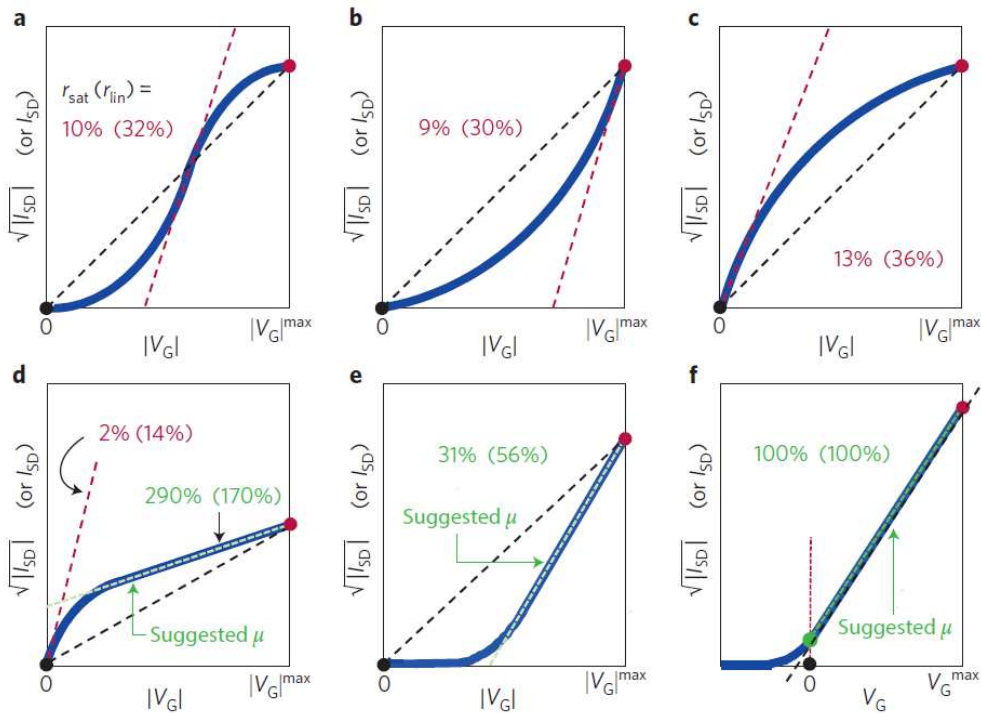 a
r_sat (r_lin) =
10% (32%)
√|I_SD| (or I_SD)
0
|V_G|
|V_G|^max
b
9% (30%)
√|I_SD| (or I_SD)
0
|V_G|
|V_G|^max
c
13% (36%)
√|I_SD| (or I_SD)
0
|V_G|
|V_G|^max
d
2% (14%)
290% (170%)
Suggested μ
√|I_SD| (or I_SD)
0
|V_G|
|V_G|^max
e
31% (56%)
Suggested μ
√|I_SD| (or I_SD)
0
|V_G|
|V_G|^max
f
100% (100%)
Suggested μ
√|I_SD| (or I_SD)
0
V_G
V_G^max